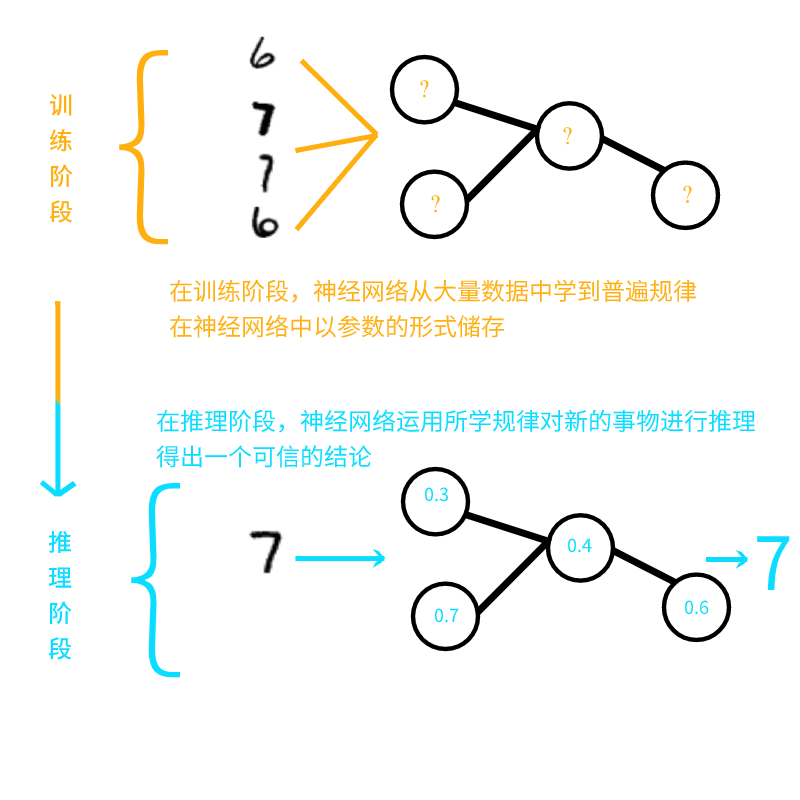 训练阶段
6
7
7
6
?
?
?
?
在训练阶段，神经网络从大量数据中学到普遍规律
在神经网络中以参数的形式储存
在推理阶段，神经网络运用所学规律对新的事物进行推理
得出一个可信的结论
推理阶段
7
0.3
0.4
0.7
0.6
7